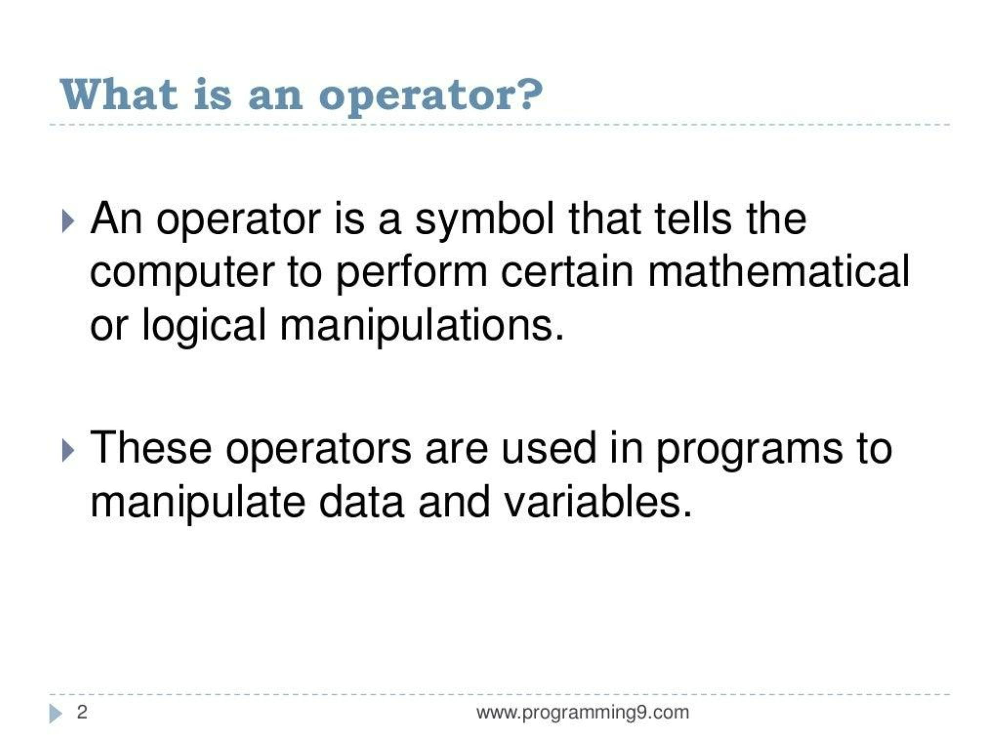 What is an operator?
An operator is a symbol that tells the
computer to perform certain mathematical
or logical manipulations.
These operators are used in programs to
manipulate data and variables.
2
www.programming9.com